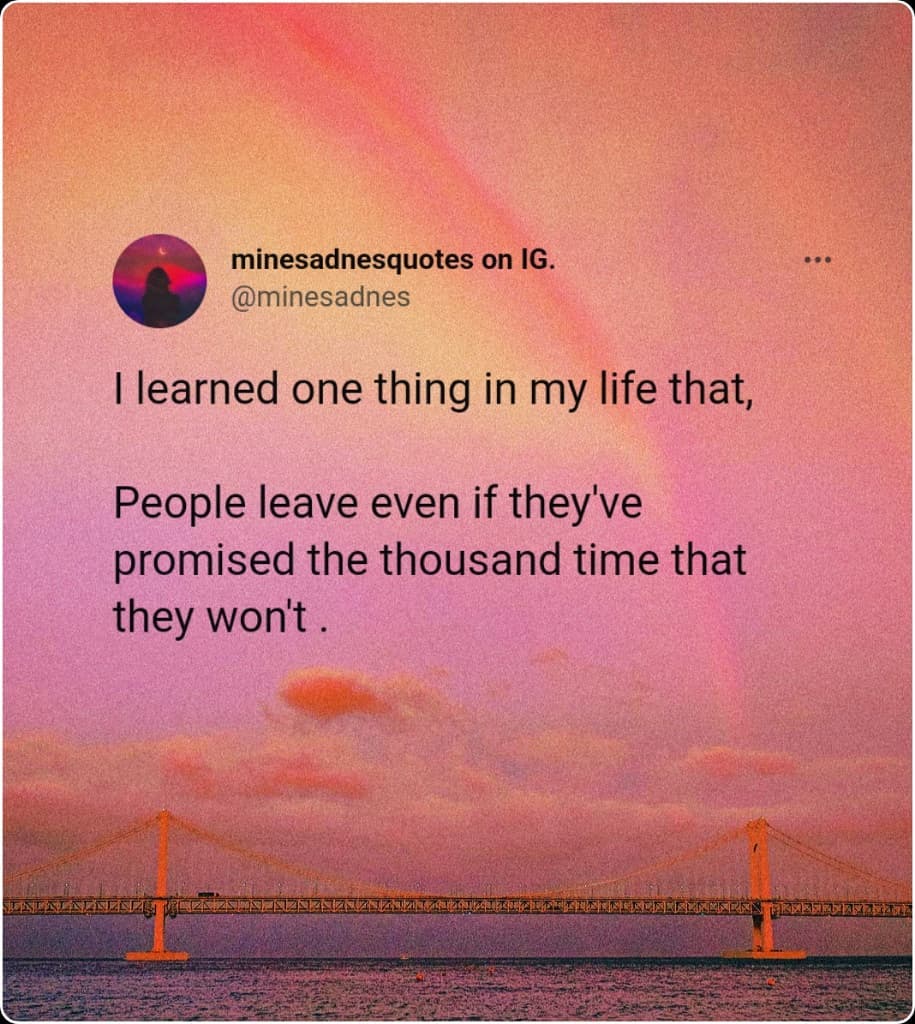 minesadnesquotes on IG.
@minesadnes
I learned one thing in my life that,
People leave even if they've
promised the thousand time that
they won't .